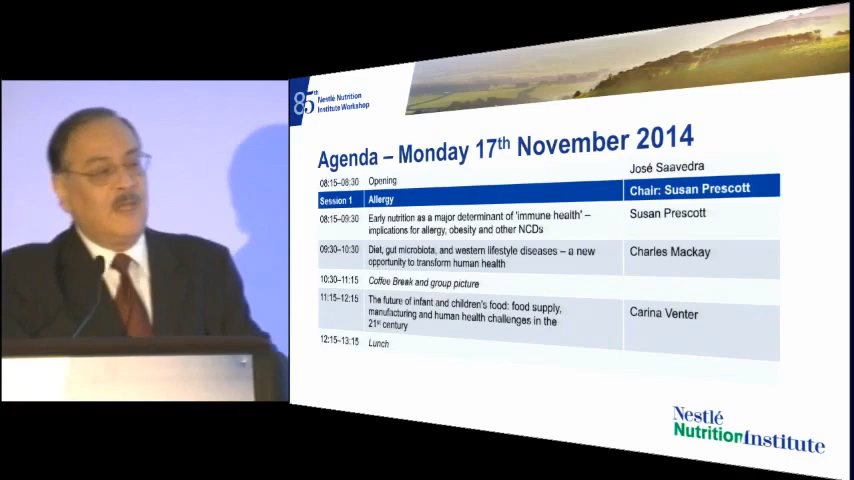 85th Nestlé Nutrition
Institute Workshop
Agenda – Monday 17th November 2014
08:15–08:30 Opening José Saavedra
Session 1 Allergy Chair: Susan Prescott
08:15–09:30 Early nutrition as a major determinant of 'immune health' – Susan Prescott
implications for allergy, obesity and other NCDs
09:30–10:30 Diet, gut microbiota, and western lifestyle diseases – a new Charles Mackay
opportunity to transform human health
10:30–11:15 Coffee Break and group picture
11:15–12:15 The future of infant and children's food: food supply, Carina Venter
manufacturing and human health challenges in the
21st century
12:15–13:15 Lunch
Nestlé
NutritionInstitute